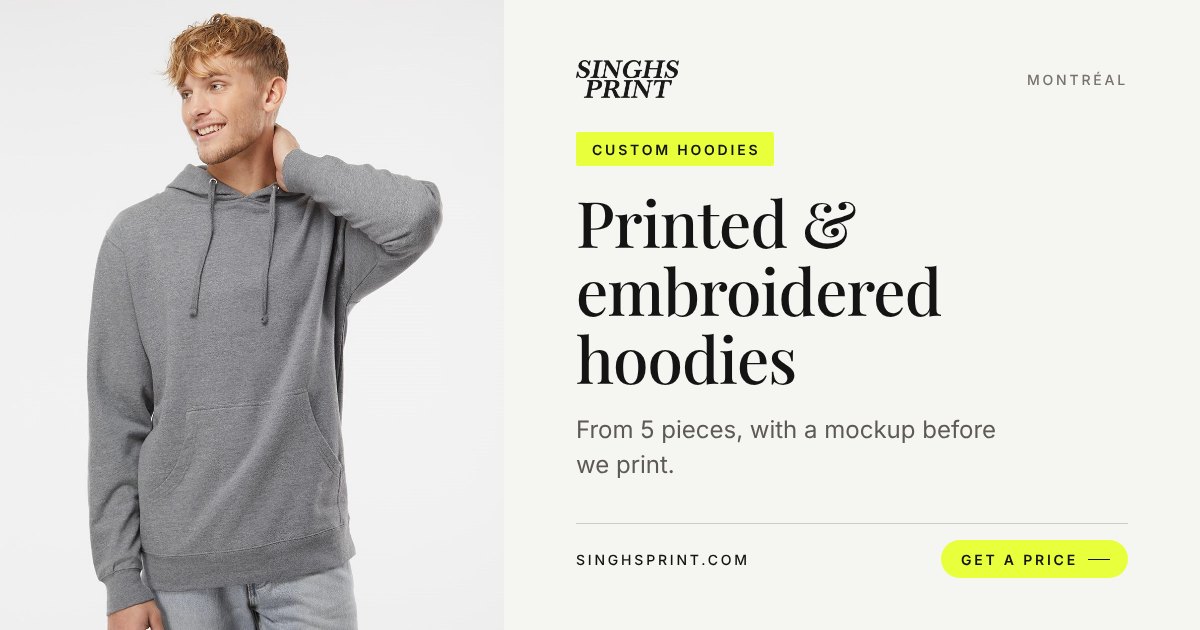 SINGHS
PRINT
MONTRÉAL
CUSTOM HOODIES
Printed &
embroidered
hoodies
From 5 pieces, with a mockup before
we print.
SINGHSPRINT.COM
GET A PRICE —